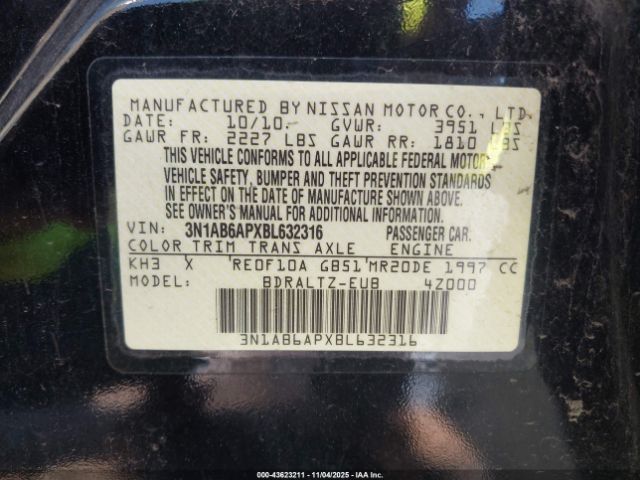 MANUFACTURED BY NISSAN MOTOR CO., LTD.
DATE: 10/10 GVWR: 3951 LBS
GAWR FR: 2227 LBS GAWR RR: 1810 LBS
THIS VEHICLE CONFORMS TO ALL APPLICABLE FEDERAL MOTOR
VEHICLE SAFETY, BUMPER AND THEFT PREVENTION STANDARDS
IN EFFECT ON THE DATE OF MANUFACTURE SHOWN ABOVE.
SEE OWNER'S MANUAL FOR ADDITIONAL INFORMATION.
VIN: 3N1AB6APXBL632316 PASSENGER CAR.
COLOR TRIM TRANS AXLE ENGINE
KH3 X RE0F10A GB51 MR20DE 1997 CC
MODEL: BDRALTZ-EUB 4Z000
3N1AB6APXBL632316
000-43623211 - 11/04/2025 - IAA Inc.